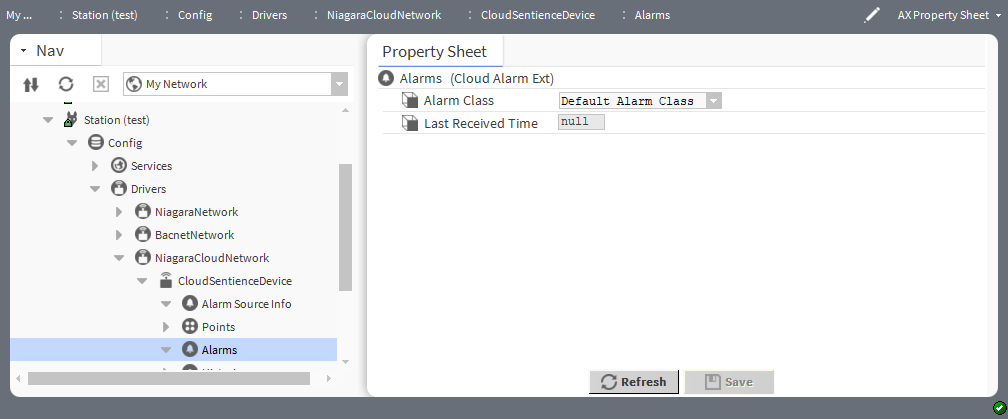 My ... : Station (test) : Config : Drivers : NiagaraCloudNetwork : CloudSentienceDevice : Alarms AX Property Sheet
Nav
My Network
Station (test)
Config
Services
Drivers
NiagaraNetwork
BacnetNetwork
NiagaraCloudNetwork
CloudSentienceDevice
Alarm Source Info
Points
Alarms
Property Sheet
Alarms (Cloud Alarm Ext)
Alarm Class Default Alarm Class
Last Received Time null
Refresh Save